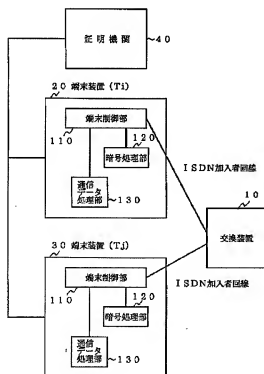 証明機関
40
20 端末装置 (Ti)
端末制御部
110
120
暗号処理部
通信
データ
処理部
130
ISDN加入者回線
10
交換装置
ISDN加入者回線
30 端末装置 (Tj)
端末制御部
110
120
暗号処理部
通信
データ
処理部
130